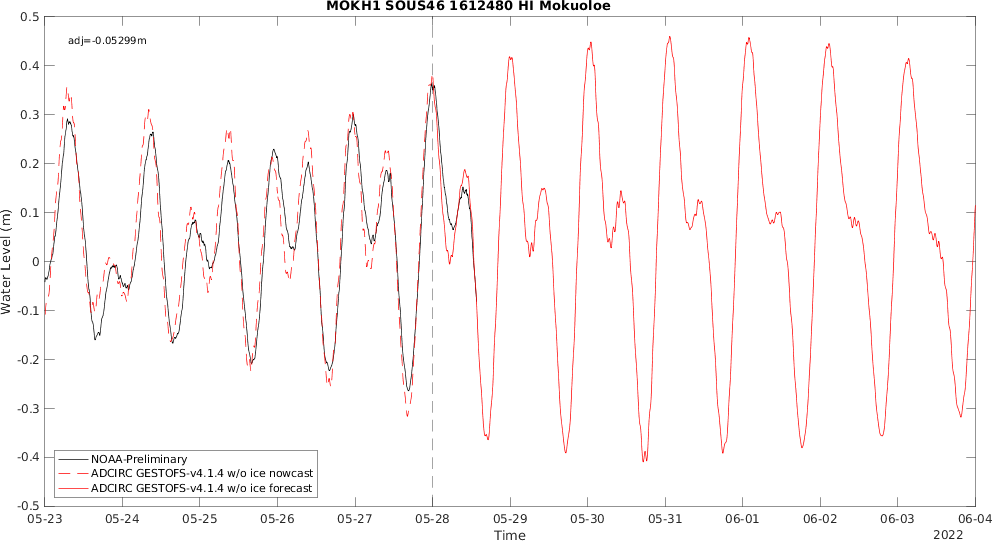 MOKH1 SOUS46 1612480 HI Mokuoloe
adj=-0.05299m
0.5
0.4
0.3
0.2
0.1
0
-0.1
-0.2
-0.3
-0.4
-0.5
Water Level (m)
NOAA-Preliminary
ADCIRC GESTOFS-v4.1.4 w/o ice nowcast
ADCIRC GESTOFS-v4.1.4 w/o ice forecast
05-23 05-24 05-25 05-26 05-27 05-28 05-29 05-30 05-31 06-01 06-02 06-03 06-04
Time
2022